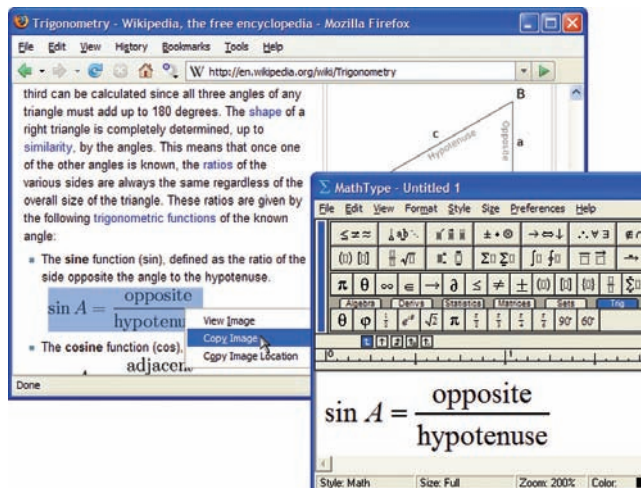 Trigonometry - Wikipedia, the free encyclopedia - Mozilla Firefox
File Edit View History Bookmarks Tools Help
W http://en.wikipedia.org/wiki/Trigonometry
third can be calculated since all three angles of any
triangle must add up to 180 degrees. The shape of a
right triangle is completely determined, up to
similarity, by the angles. This means that once one
of the other angles is known, the ratios of the
various sides are always the same regardless of the
overall size of the triangle. These ratios are given by
the following trigonometric functions of the known
angle:
The sine function (sin), defined as the ratio of the
side opposite the angle to the hypotenuse.
sin A = opposite
The cosine function (cos),
adjacent
Done
B
c
Hypotenuse
Opposite
a
View Image
Copy Image
Copy Image Location
MathType - Untitled 1
File Edit View Format Style Size Preferences Help
π θ ∞ ∈ → ∂ ≤ ≠ ±
Algebra Derivs Statistics Matrices Sets Trig
θ φ √2 π 90° 60°
0 1
sin A = opposite
hypotenuse
Style: Math Size: Full Zoom: 200% Color: